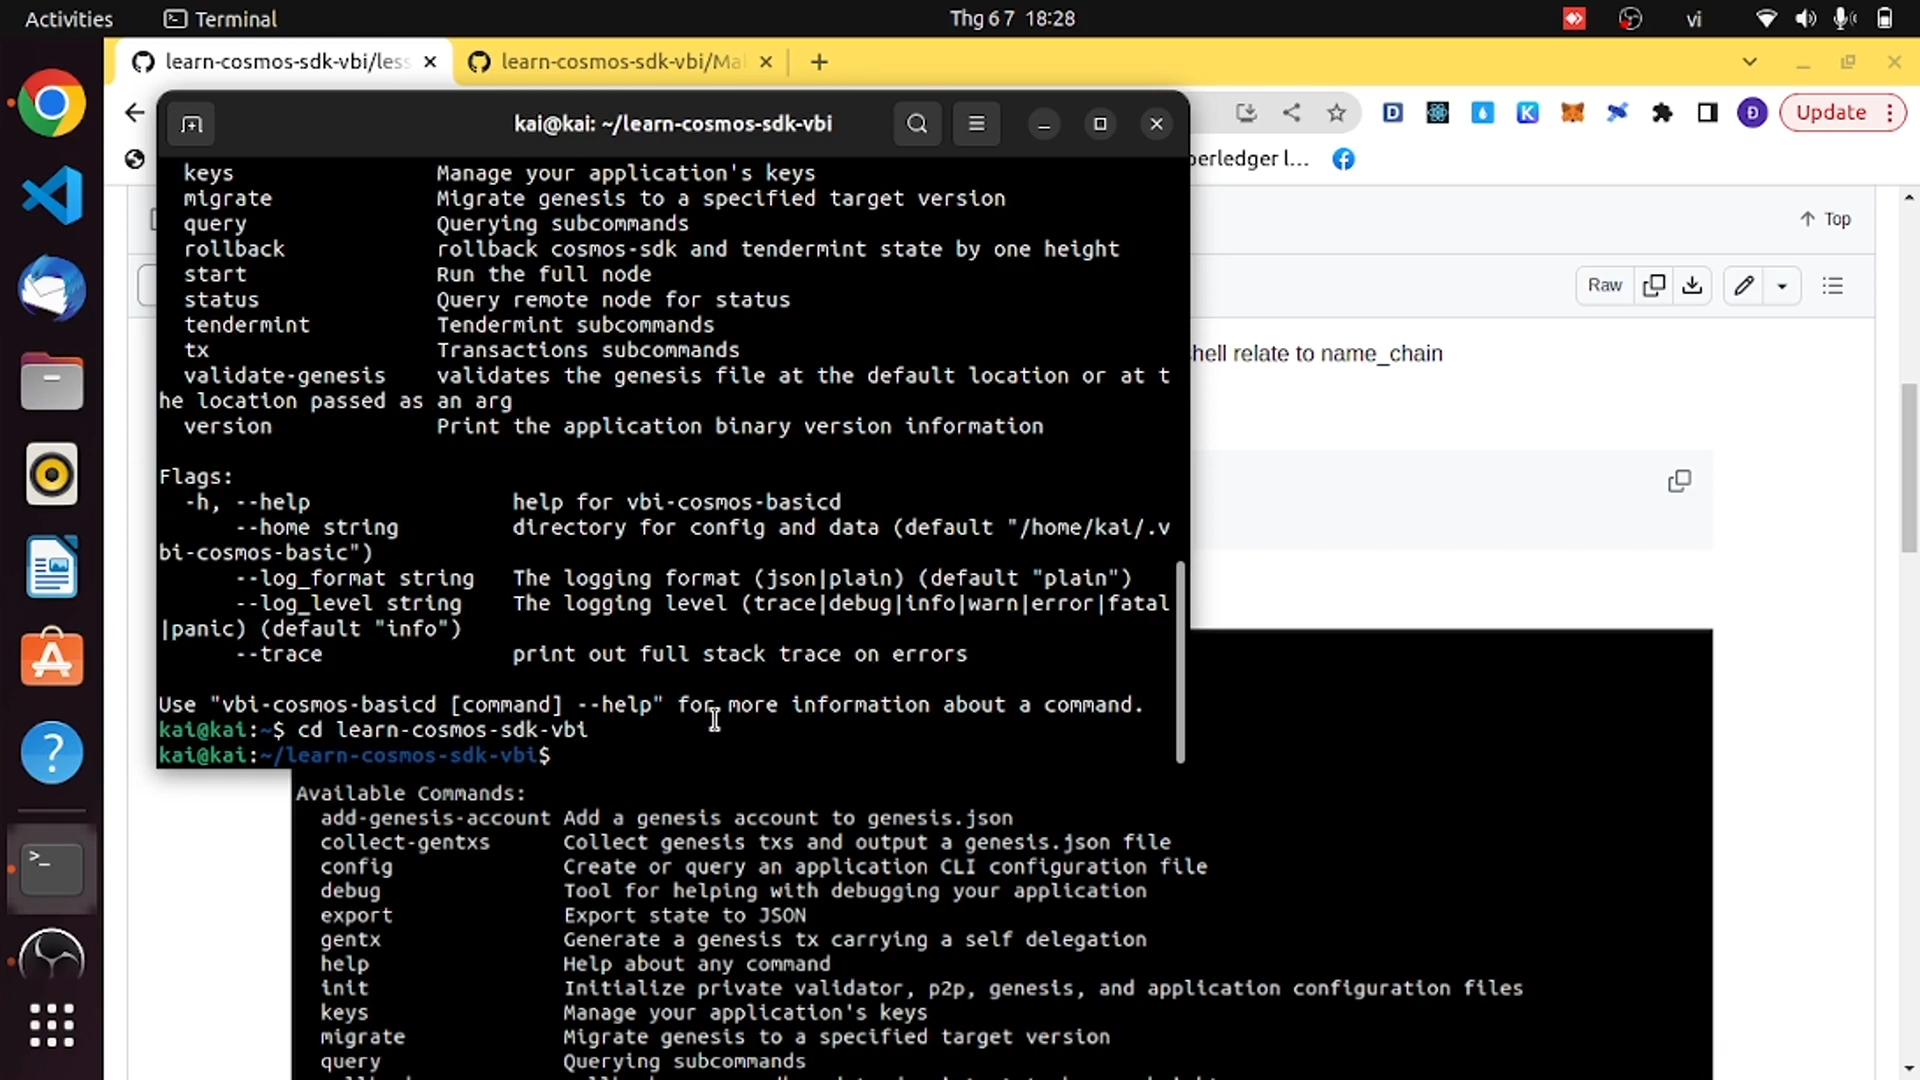 Activities
Terminal
Thg 6 7 18:28
vi
learn-cosmos-sdk-vbi/less
learn-cosmos-sdk-vbi/Mal
kai@kai: ~/learn-cosmos-sdk-vbi
Update
perledger l...
Top
Raw
shell relate to name_chain
keys Manage your application's keys
migrate Migrate genesis to a specified target version
query Querying subcommands
rollback rollback cosmos-sdk and tendermint state by one height
start Run the full node
status Query remote node for status
tendermint Tendermint subcommands
tx Transactions subcommands
validate-genesis validates the genesis file at the default location or at t
he location passed as an arg
version Print the application binary version information
Flags:
-h, --help help for vbi-cosmos-basicd
--home string directory for config and data (default "/home/kai/.v
bi-cosmos-basic")
--log_format string The logging format (json|plain) (default "plain")
--log_level string The logging level (trace|debug|info|warn|error|fatal
|panic) (default "info")
--trace print out full stack trace on errors
Use "vbi-cosmos-basicd [command] --help" for more information about a command.
kai@kai:~$ cd learn-cosmos-sdk-vbi
kai@kai:~/learn-cosmos-sdk-vbi$
Available Commands:
add-genesis-account Add a genesis account to genesis.json
collect-gentxs Collect genesis txs and output a genesis.json file
config Create or query an application CLI configuration file
debug Tool for helping with debugging your application
export Export state to JSON
gentx Generate a genesis tx carrying a self delegation
help Help about any command
init Initialize private validator, p2p, genesis, and application configuration files
keys Manage your application's keys
migrate Migrate genesis to a specified target version
query Querying subcommands